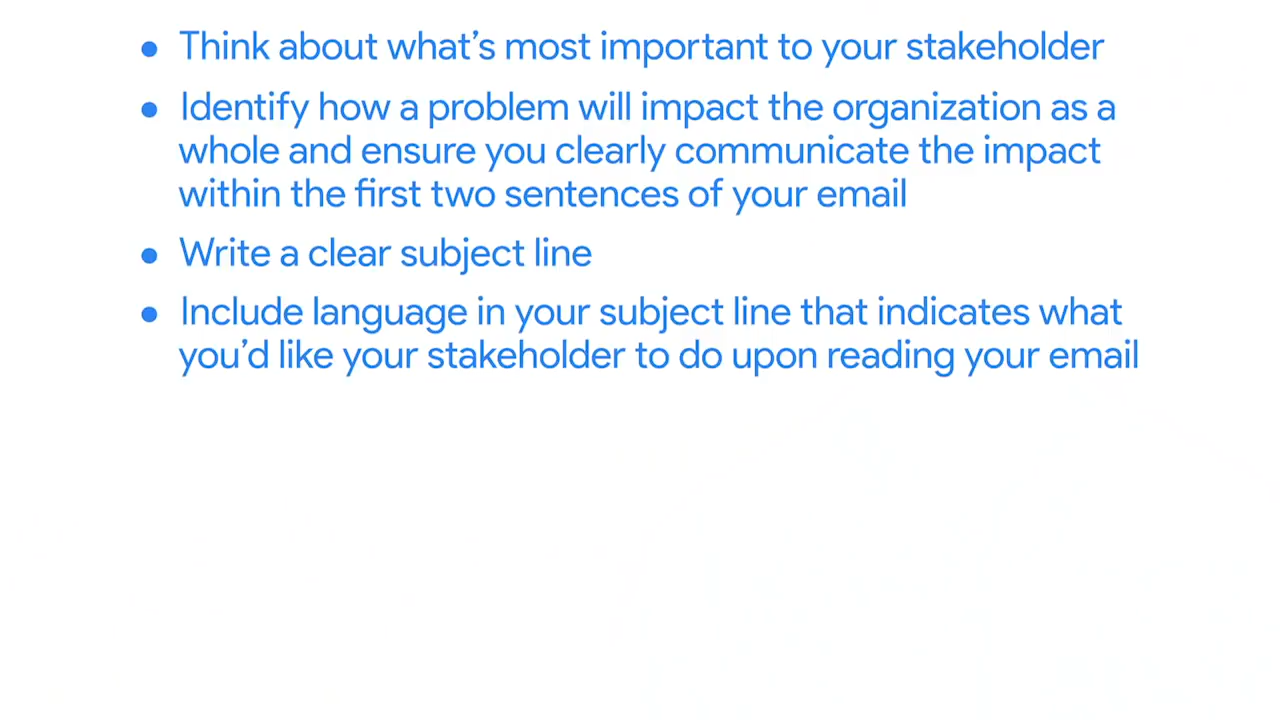 • Think about what's most important to your stakeholder
• Identify how a problem will impact the organization as a
whole and ensure you clearly communicate the impact
within the first two sentences of your email
• Write a clear subject line
• Include language in your subject line that indicates what
you'd like your stakeholder to do upon reading your email